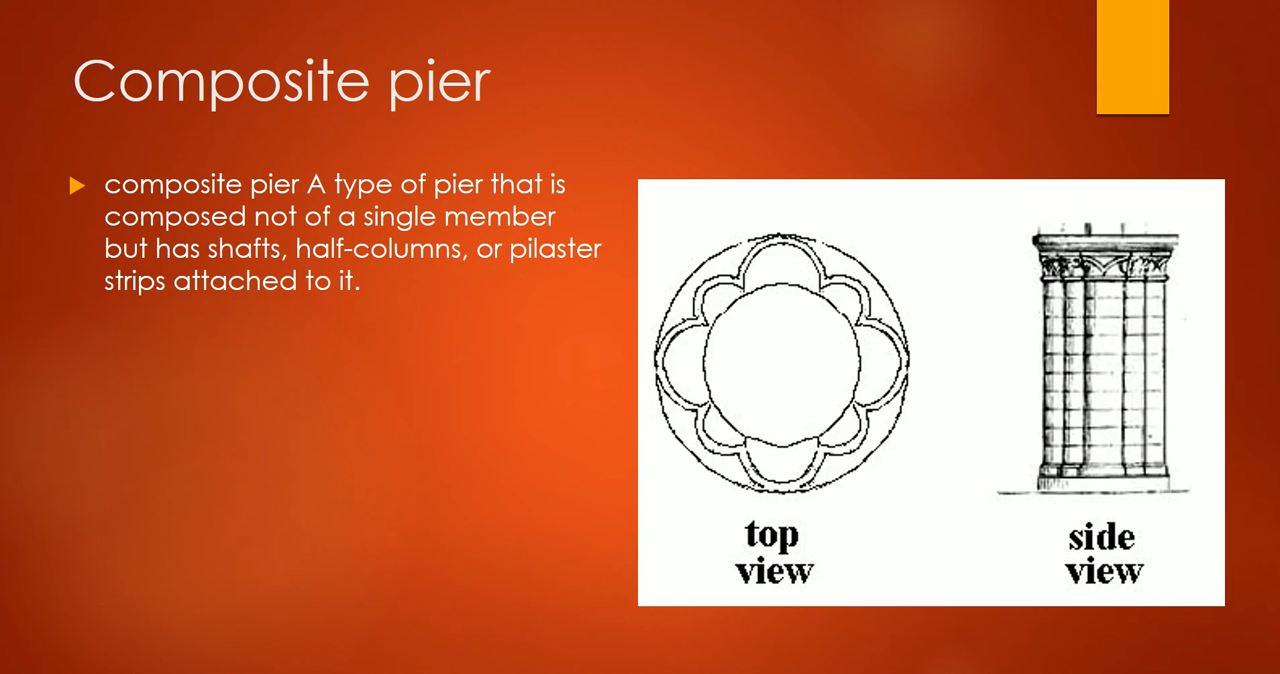 Composite pier
composite pier A type of pier that is
composed not of a single member
but has shafts, half-columns, or pilaster
strips attached to it.
top
view
side
view